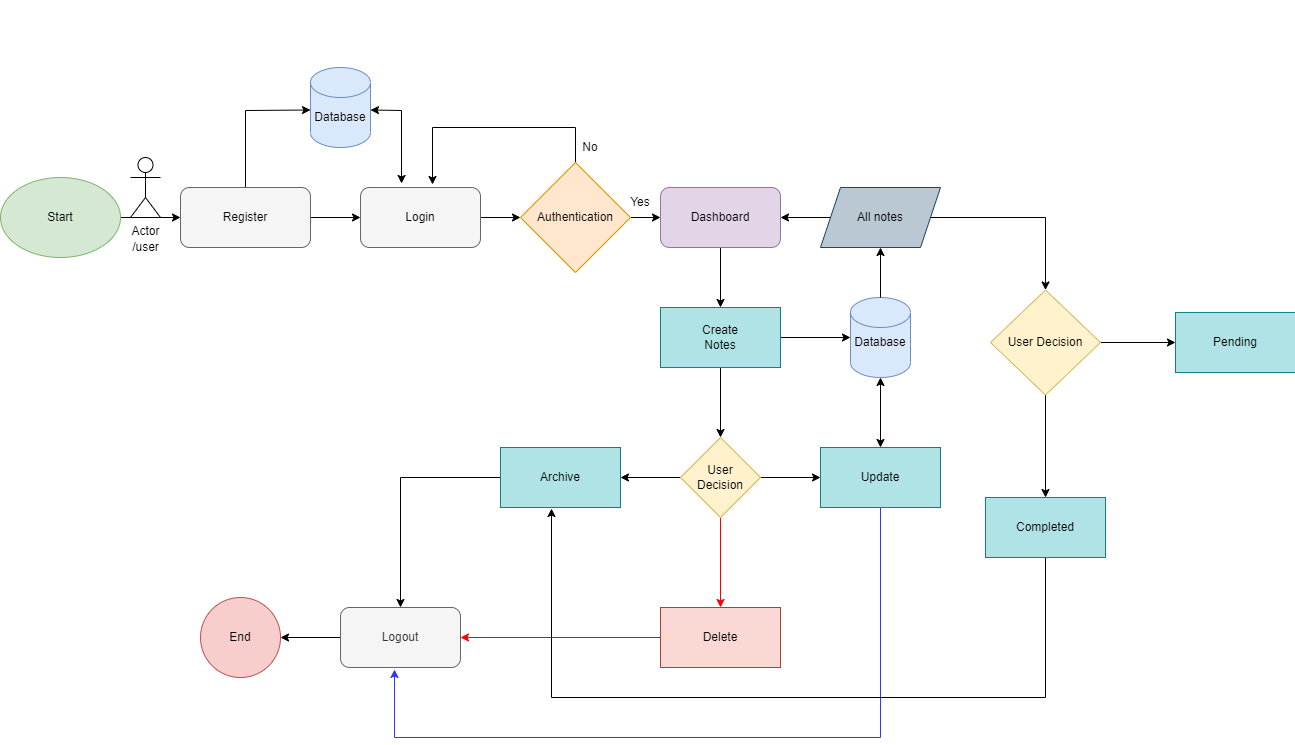 Database
No
Yes
Start
Register
Login
Authentication
Dashboard
All notes
Actor
/user
Create
Notes
Database
User Decision
Pending
Archive
User
Decision
Update
Completed
End
Logout
Delete